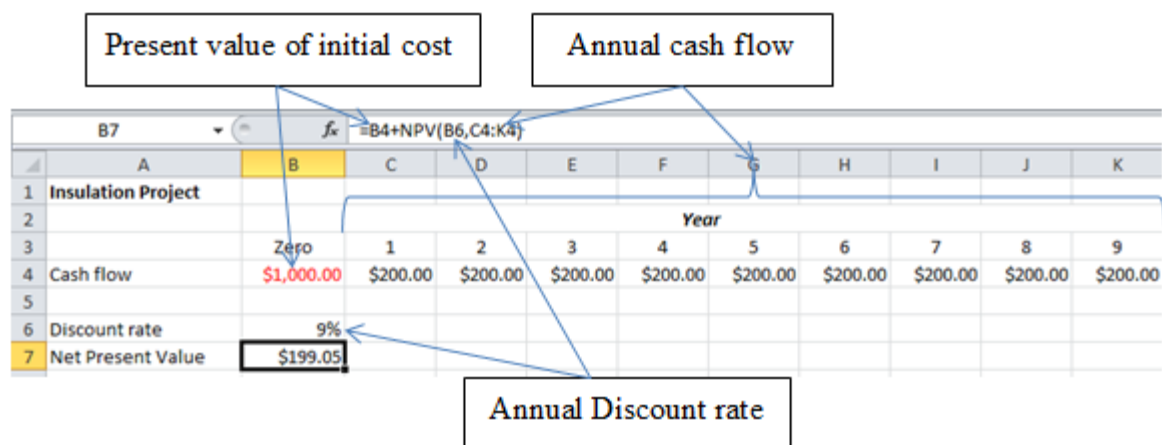 Present value of initial cost
Annual cash flow
B7 fx =B4+NPV(B6,C4:K4)
A B C D E F G H I J K
1 Insulation Project
2 Year
3 Zero 1 2 3 4 5 6 7 8 9
4 Cash flow $1,000.00 $200.00 $200.00 $200.00 $200.00 $200.00 $200.00 $200.00 $200.00 $200.00
5
6 Discount rate 9%
7 Net Present Value $199.05
Annual Discount rate